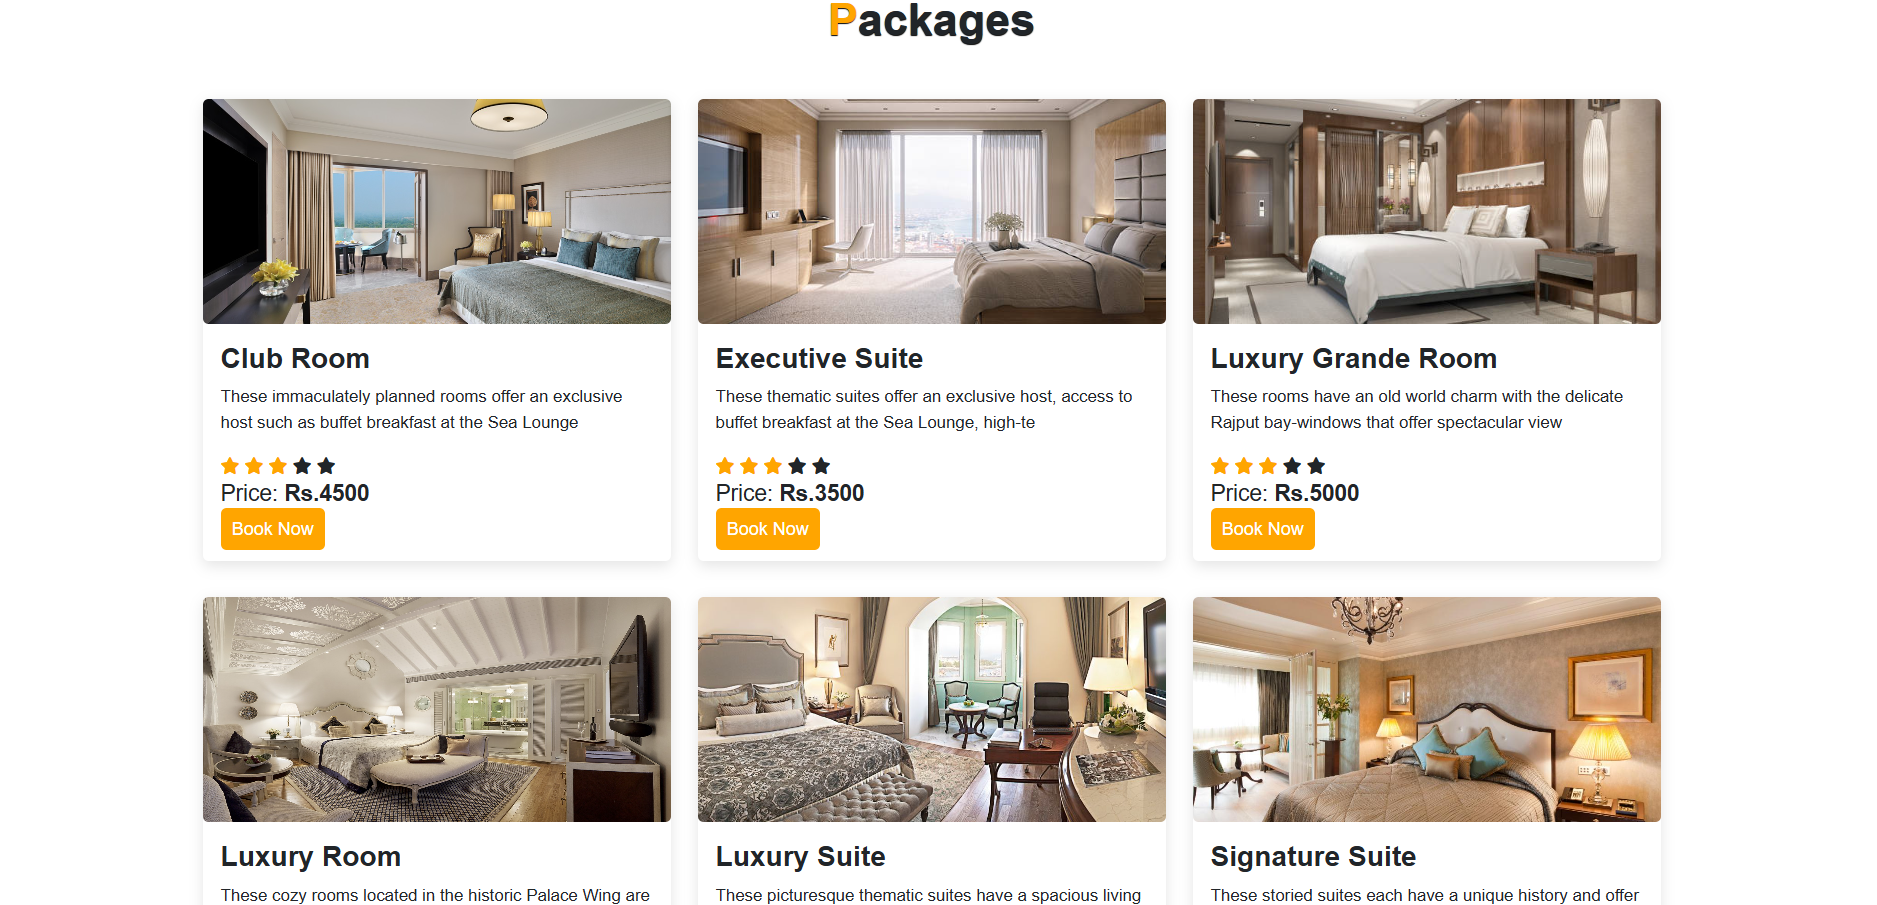 Packages
Club Room
These immaculately planned rooms offer an exclusive
host such as buffet breakfast at the Sea Lounge
Price: Rs.4500
Book Now
Executive Suite
These thematic suites offer an exclusive host, access to
buffet breakfast at the Sea Lounge, high-te
Price: Rs.3500
Book Now
Luxury Grande Room
These rooms have an old world charm with the delicate
Rajput bay-windows that offer spectacular view
Price: Rs.5000
Book Now
Luxury Room
These cozy rooms located in the historic Palace Wing are
Luxury Suite
These picturesque thematic suites have a spacious living
Signature Suite
These storied suites each have a unique history and offer